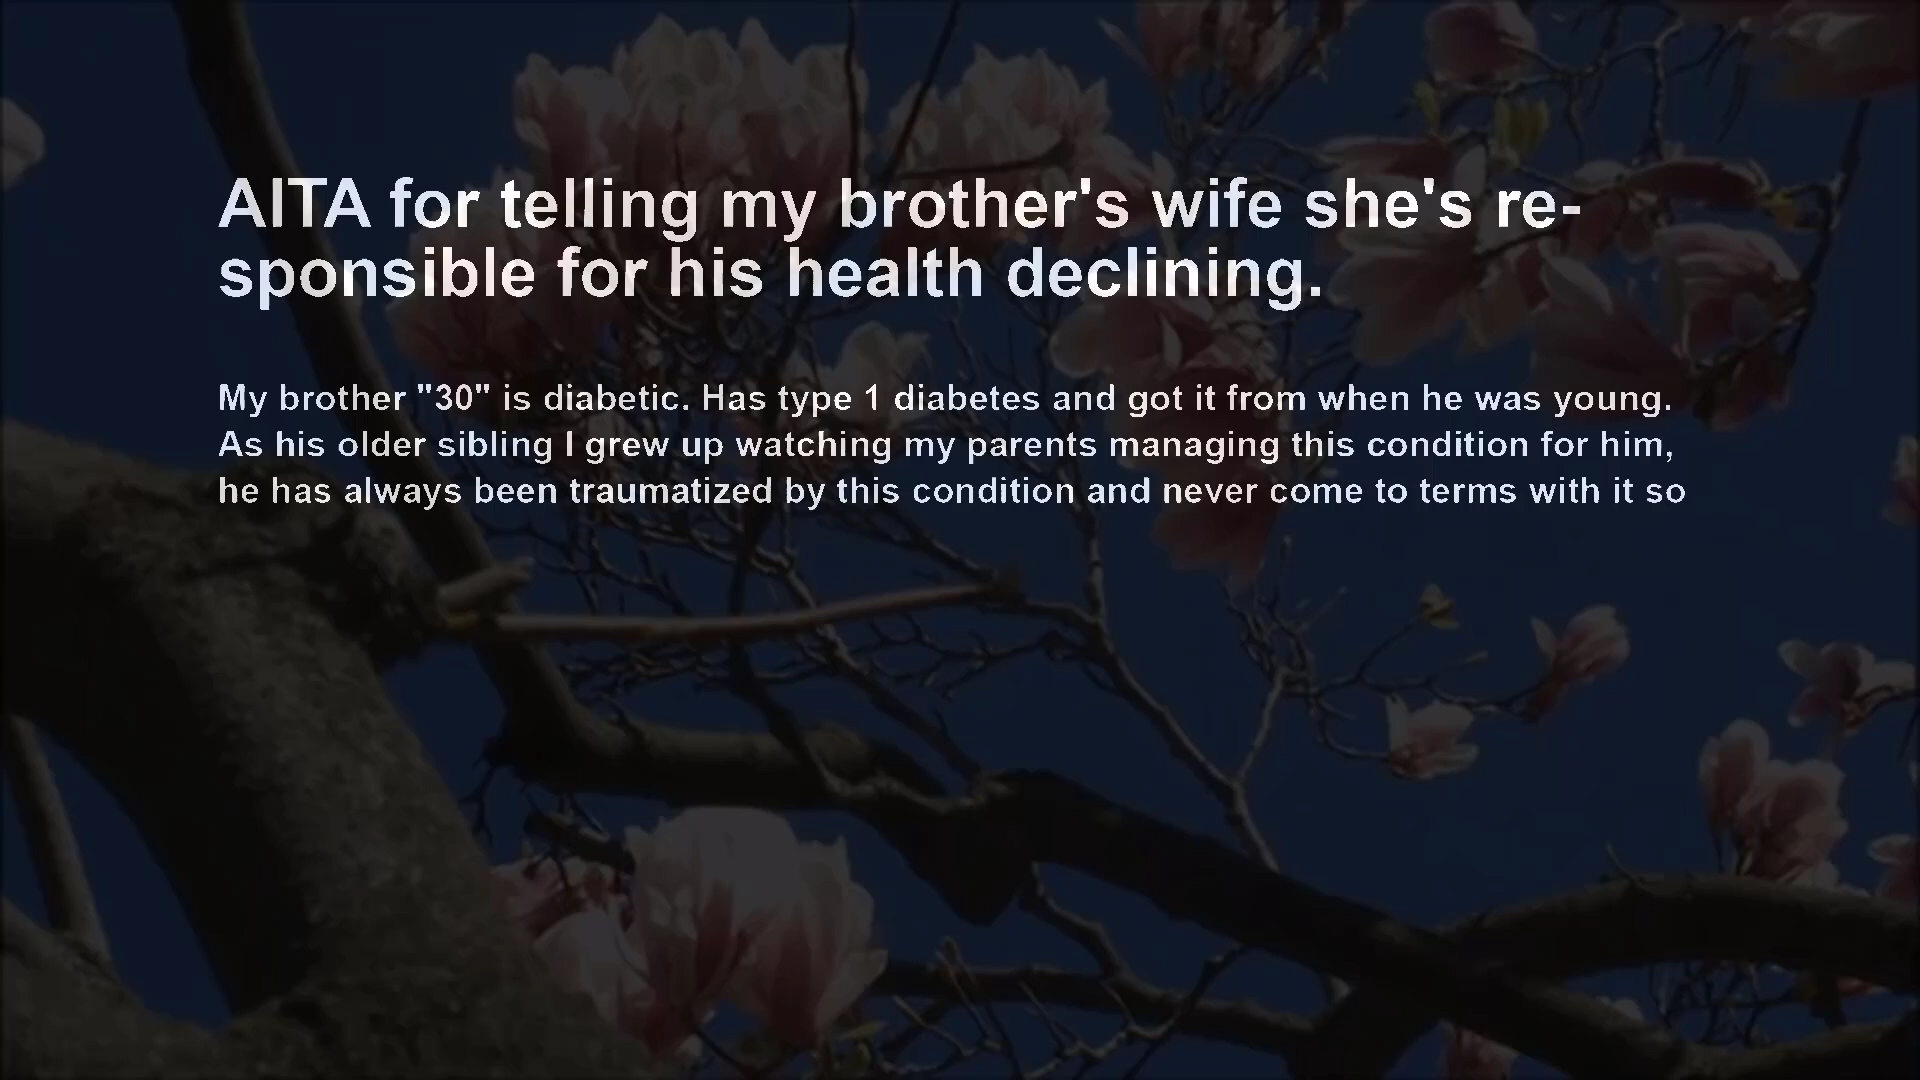 AITA for telling my brother's wife she's re-
sponsible for his health declining.
My brother "30" is diabetic. Has type 1 diabetes and got it from when he was young.
As his older sibling I grew up watching my parents managing this condition for him,
he has always been traumatized by this condition and never come to terms with it so